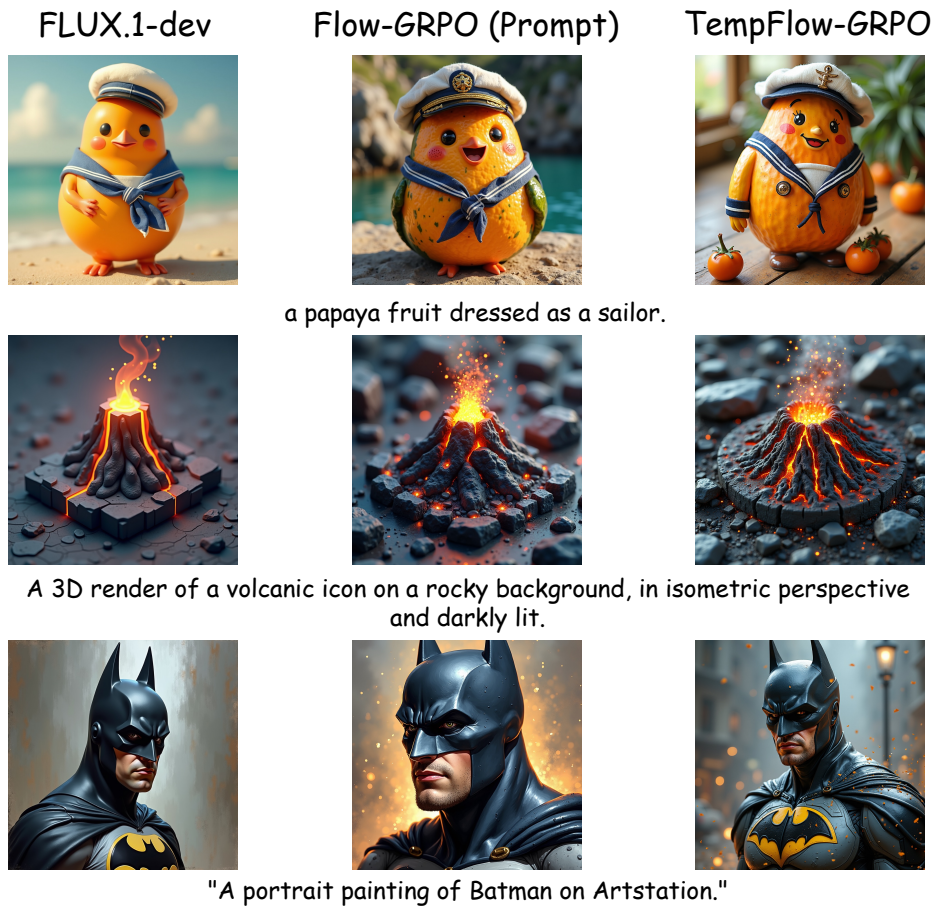 FLUX.1-dev
Flow-GRPO (Prompt)
TempFlow-GRPO
a papaya fruit dressed as a sailor.
A 3D render of a volcanic icon on a rocky background, in isometric perspective
and darkly lit.
"A portrait painting of Batman on Artstation."